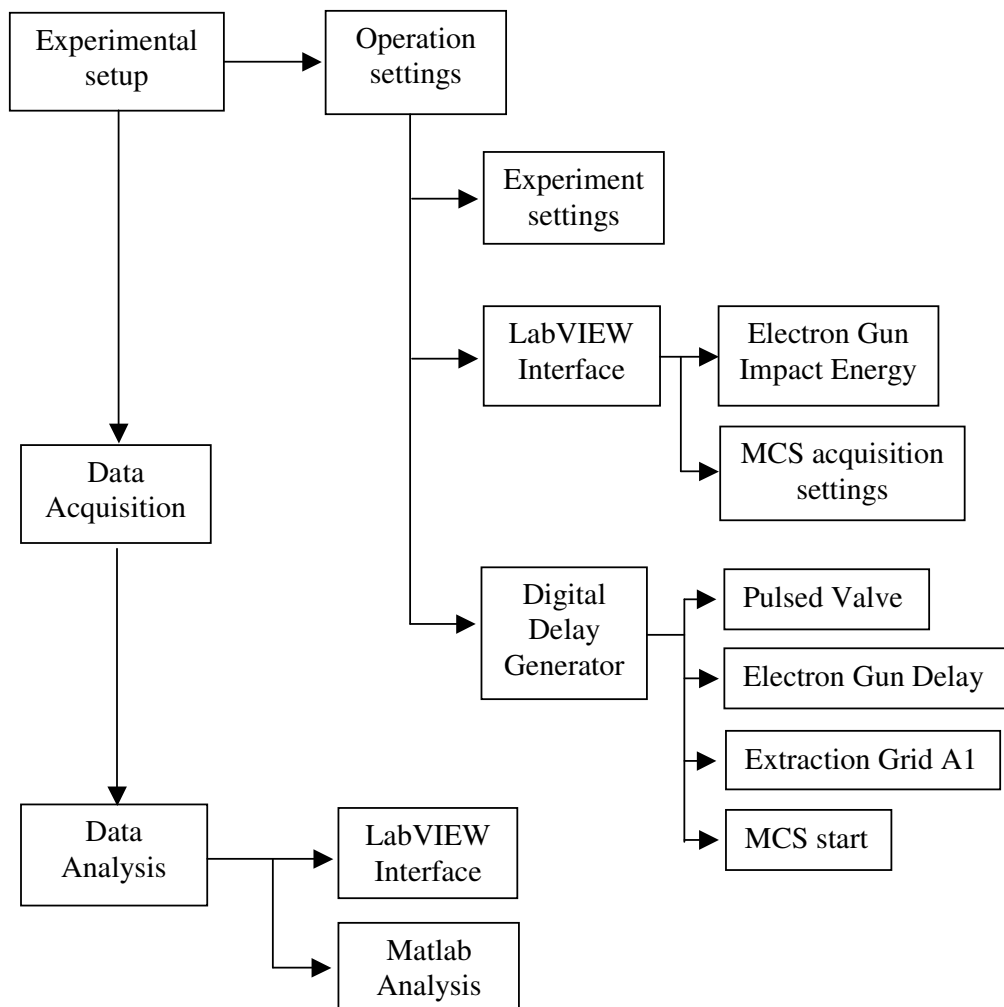 Experimental
setup
Operation
settings
Experiment
settings
LabVIEW
Interface
Electron Gun
Impact Energy
MCS acquisition
settings
Data
Acquisition
Digital
Delay
Generator
Pulsed Valve
Electron Gun Delay
Extraction Grid A1
MCS start
Data
Analysis
LabVIEW
Interface
Matlab
Analysis